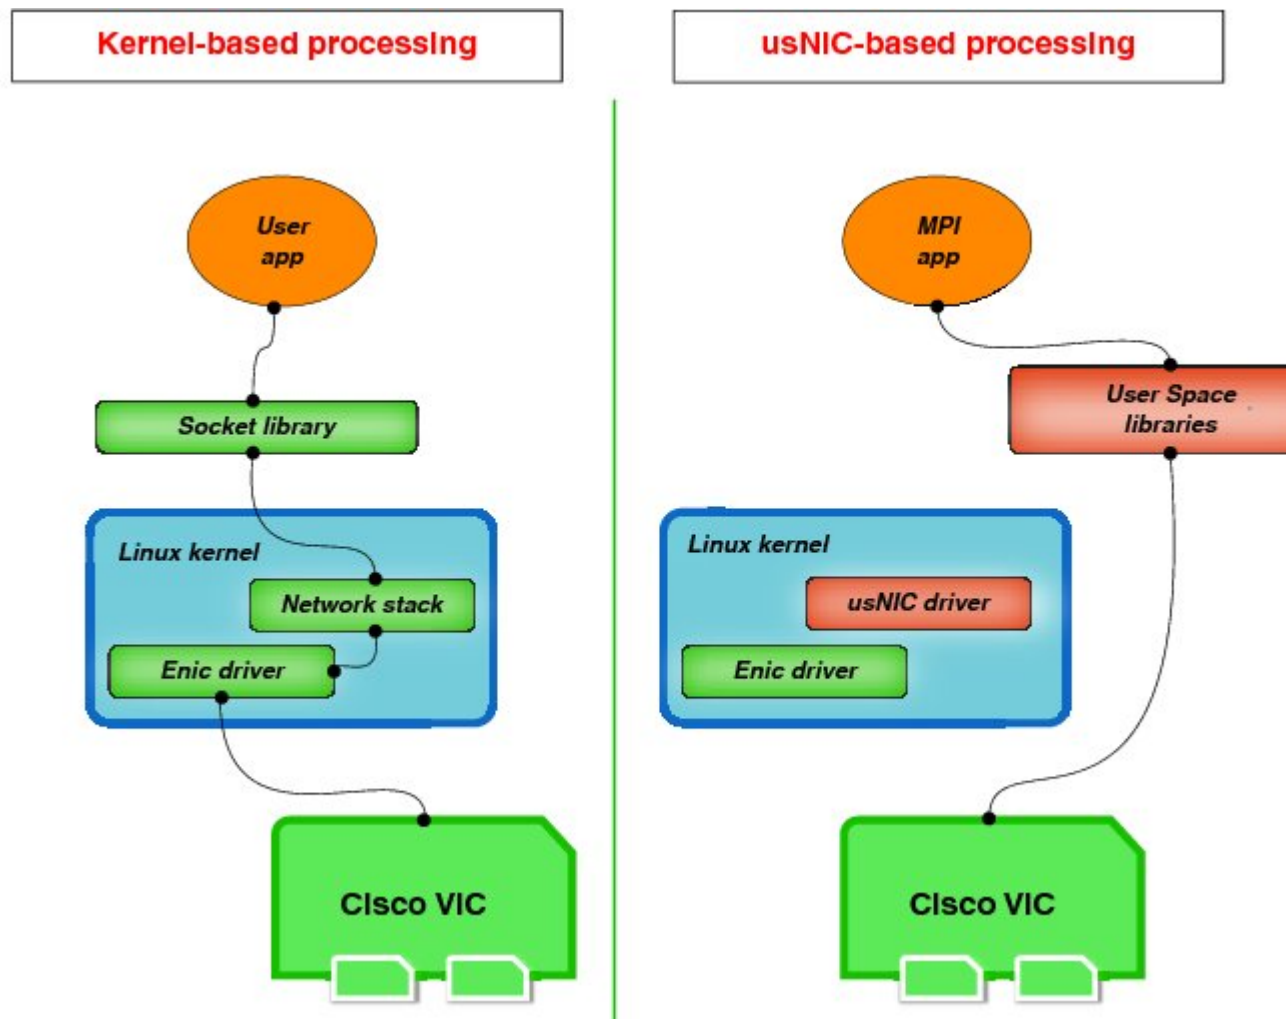 Kernel-based processing
usNIC-based processing
User
app
MPI
app
Socket library
User Space
libraries
Linux kernel
Network stack
Enic driver
Linux kernel
usNIC driver
Enic driver
Cisco VIC
Cisco VIC